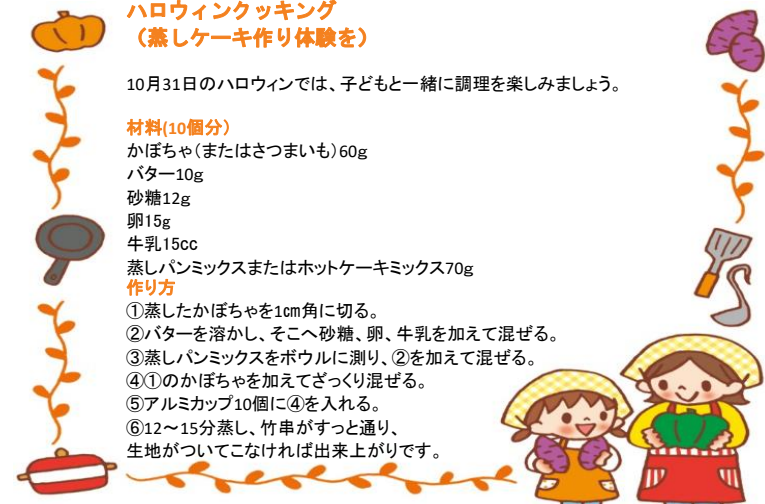 ハロウィンクッキング
（蒸しケーキ作り体験を）
10月31日のハロウィンでは、子どもと一緒に調理を楽しみましょう。
材料(10個分）
かぼちゃ（またはさつまいも）60g
バター10g
砂糖12g
卵15g
牛乳15cc
蒸しパンミックスまたはホットケーキミックス70g
作り方
①蒸したかぼちゃを1㎝角に切る。
②バターを溶かし、そこへ砂糖、卵、牛乳を加えて混ぜる。
③蒸しパンミックスをボウルに測り、②を加えて混ぜる。
④①のかぼちゃを加えてざっくり混ぜる。
⑤アルミカップ10個に④を入れる。
⑥12～15分蒸し、竹串がすっと通り、
生地がついてこなければ出来上がりです。